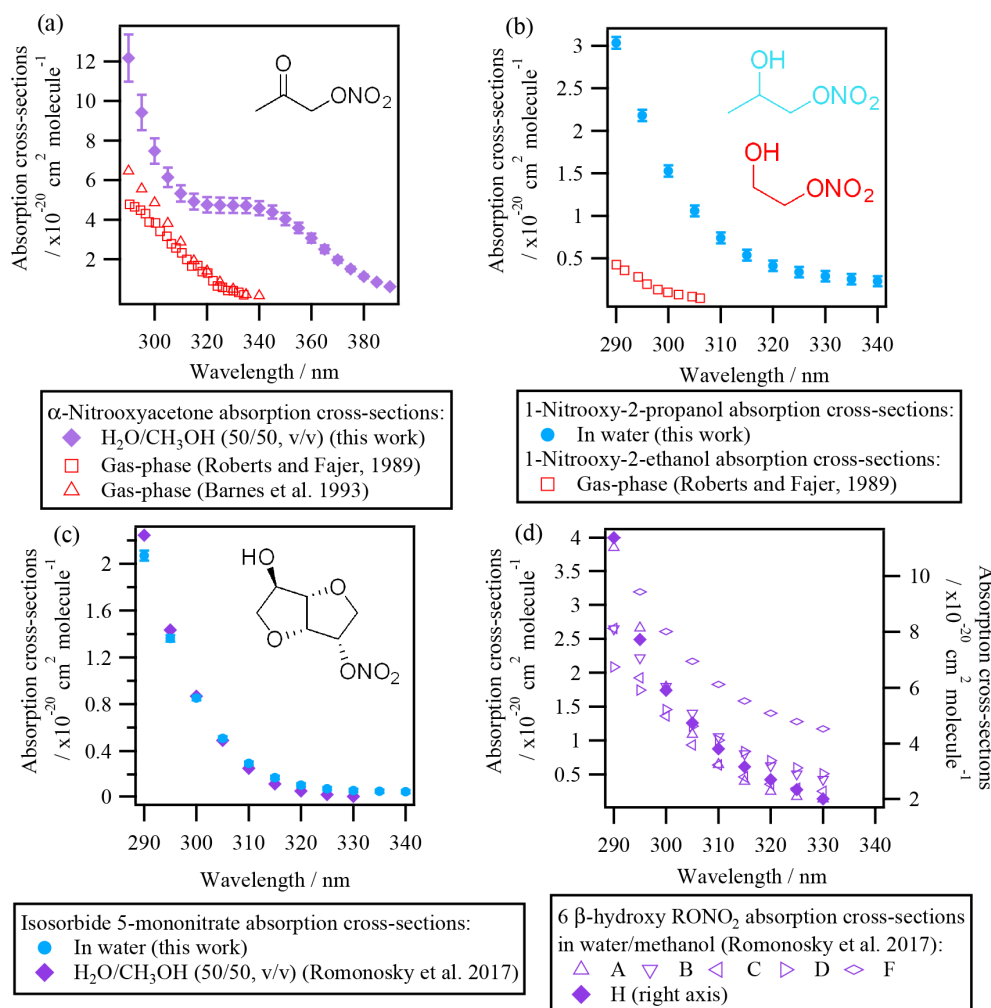 (a)
Absorption cross-sections
/ x10⁻²⁰ cm² molecule⁻¹
12
10
8
6
4
2
O
ONO₂
300 320 340 360 380
Wavelength / nm
α-Nitrooxyacetone absorption cross-sections:
H₂O/CH₃OH (50/50, v/v) (this work)
Gas-phase (Roberts and Fajer, 1989)
Gas-phase (Barnes et al. 1993)
(b)
Absorption cross-sections
/ x10⁻²⁰ cm² molecule⁻¹
3
2.5
2
1.5
1
0.5
OH
ONO₂
OH
ONO₂
290 300 310 320 330 340
Wavelength / nm
1-Nitrooxy-2-propanol absorption cross-sections:
In water (this work)
1-Nitrooxy-2-ethanol absorption cross-sections:
Gas-phase (Roberts and Fajer, 1989)
(c)
Absorption cross-sections
/ x10⁻²⁰ cm² molecule⁻¹
2
1.6
1.2
0.8
0.4
0
HO
O
O
ONO₂
290 300 310 320 330 340
Wavelength / nm
Isosorbide 5-mononitrate absorption cross-sections:
In water (this work)
H₂O/CH₃OH (50/50, v/v) (Romonosky et al. 2017)
(d)
Absorption cross-sections
/ x10⁻²⁰ cm² molecule⁻¹
4
3.5
3
2.5
2
1.5
1
0.5
10
8
6
4
2
Absorption cross-sections
/ x10⁻²⁰ cm² molecule⁻¹
290 300 310 320 330 340
Wavelength / nm
6 β-hydroxy RONO₂ absorption cross-sections
in water/methanol (Romonosky et al. 2017):
A B C D F
H (right axis)